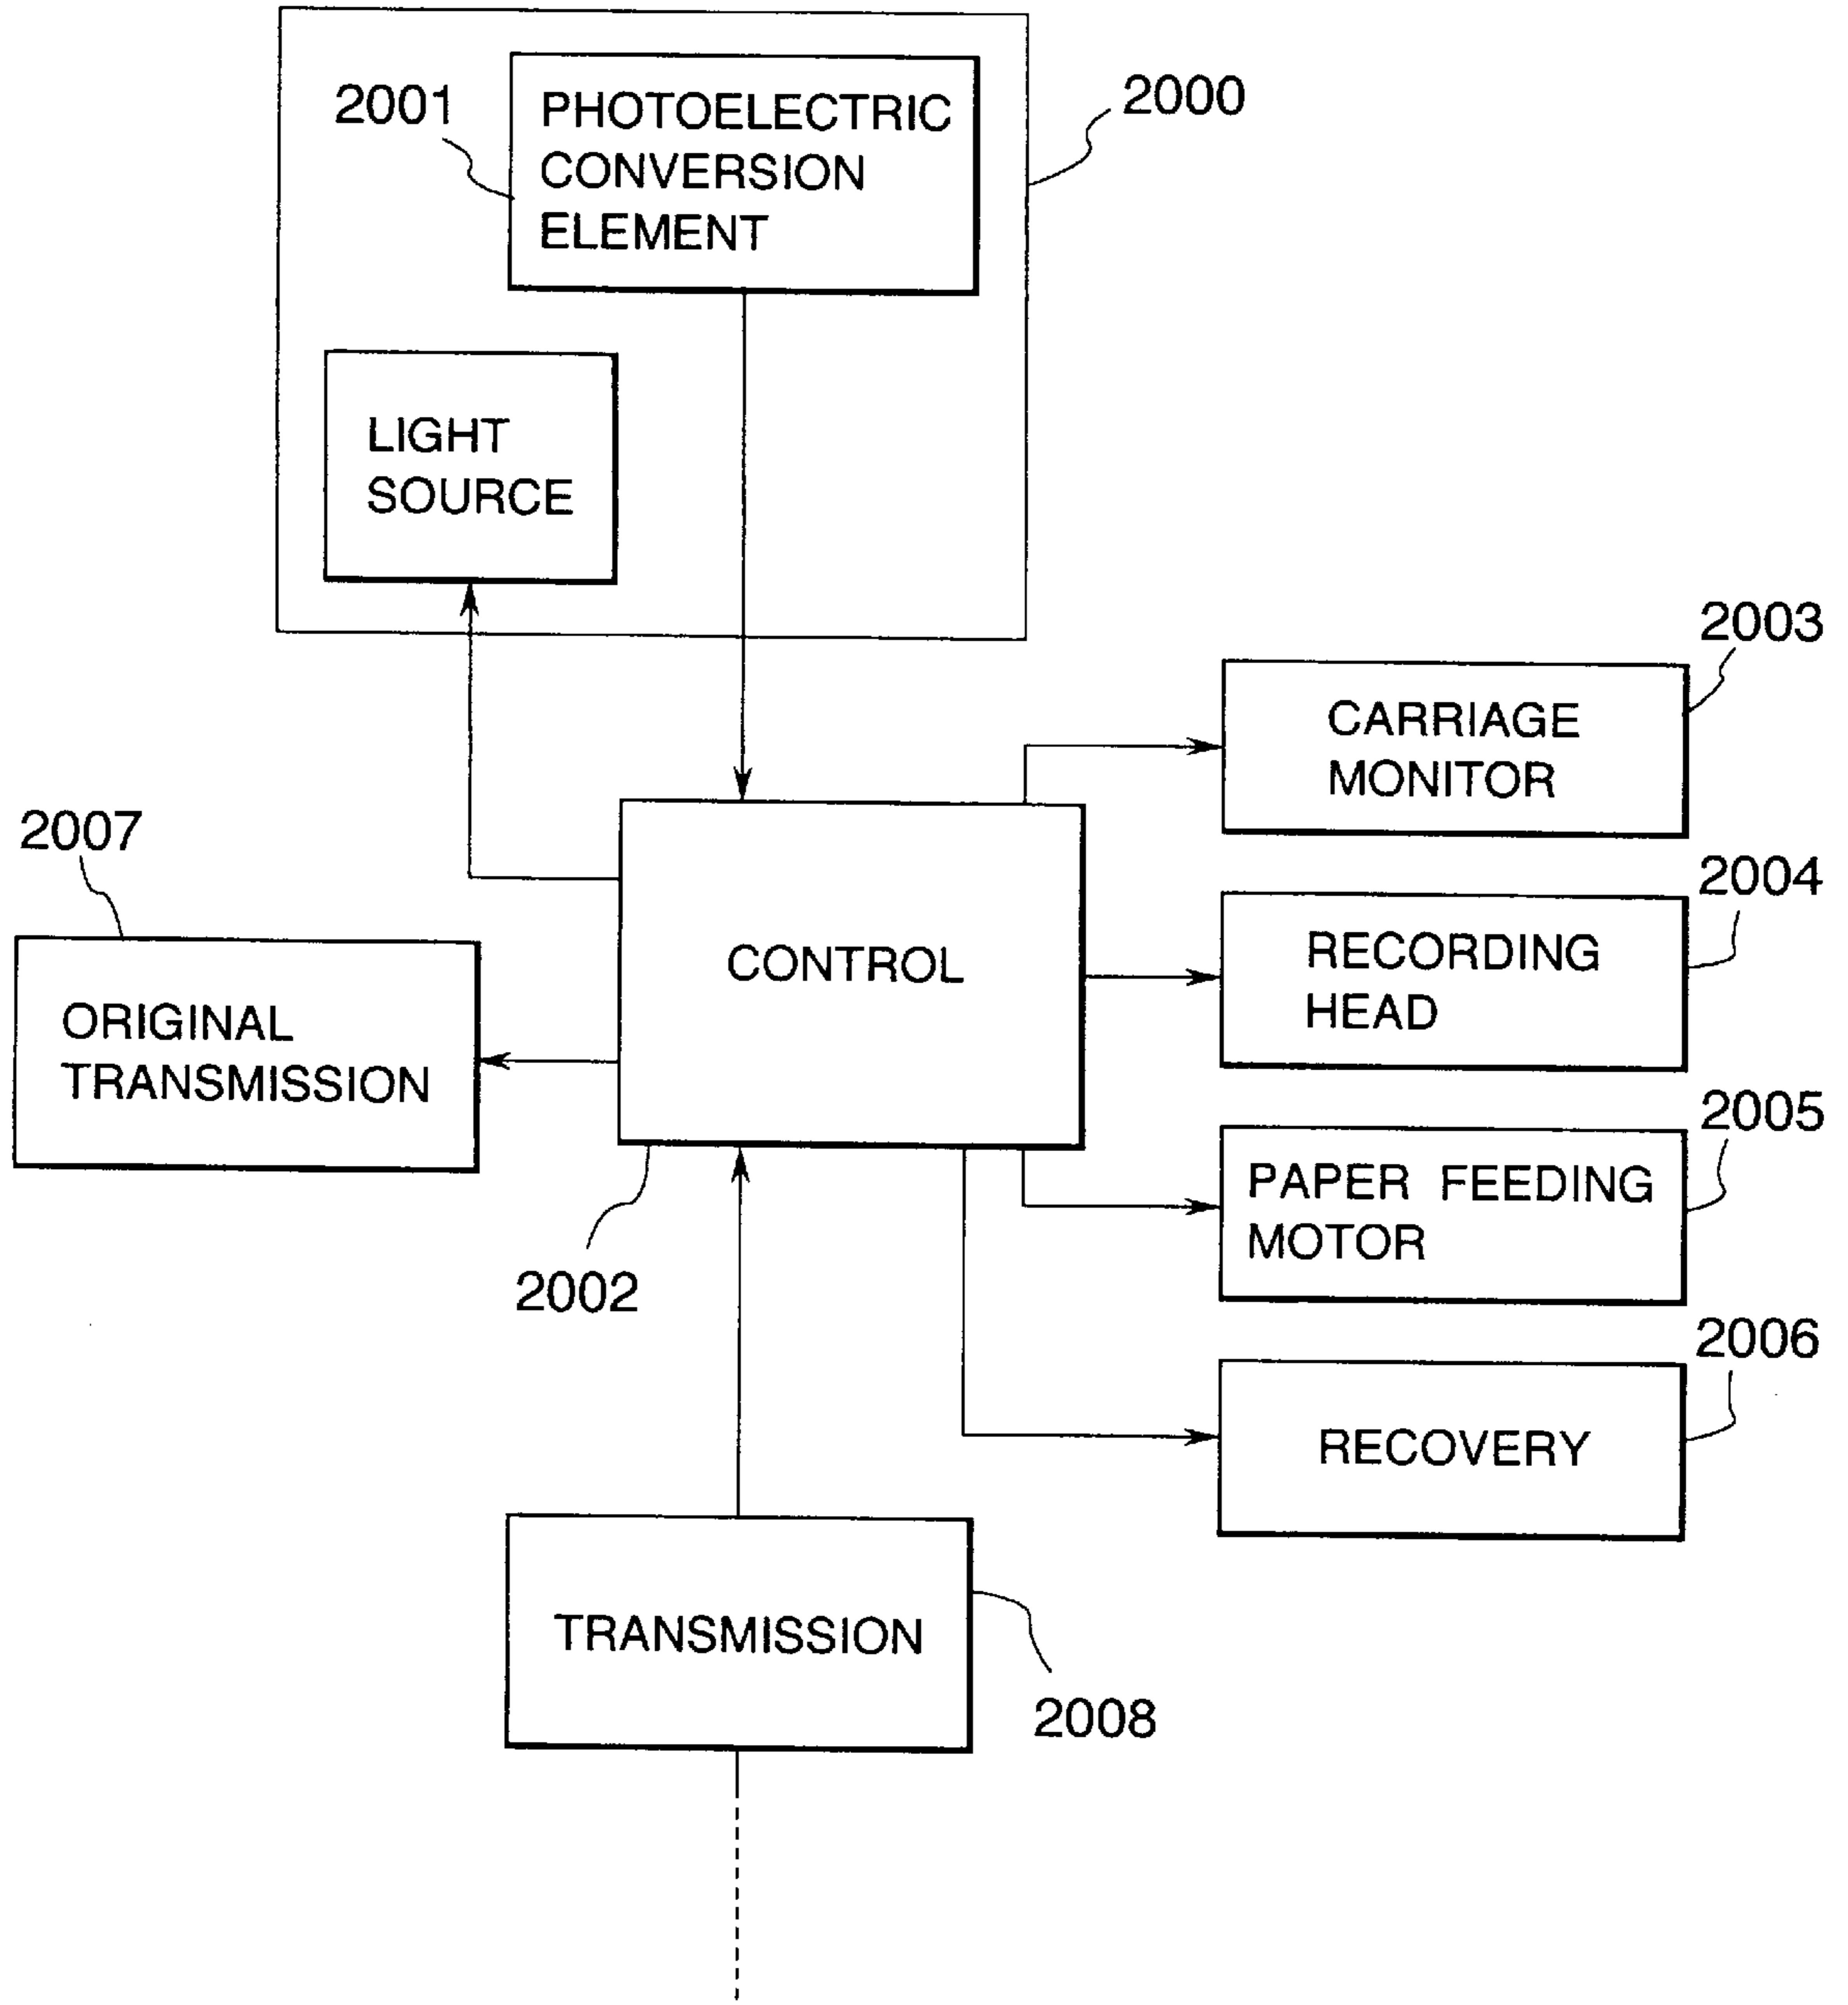 2001
PHOTOELECTRIC
CONVERSION
ELEMENT
2000
LIGHT
SOURCE
2003
CARRIAGE
MONITOR
2007
ORIGINAL
TRANSMISSION
CONTROL
2002
2004
RECORDING
HEAD
2005
PAPER FEEDING
MOTOR
2006
RECOVERY
TRANSMISSION
2008